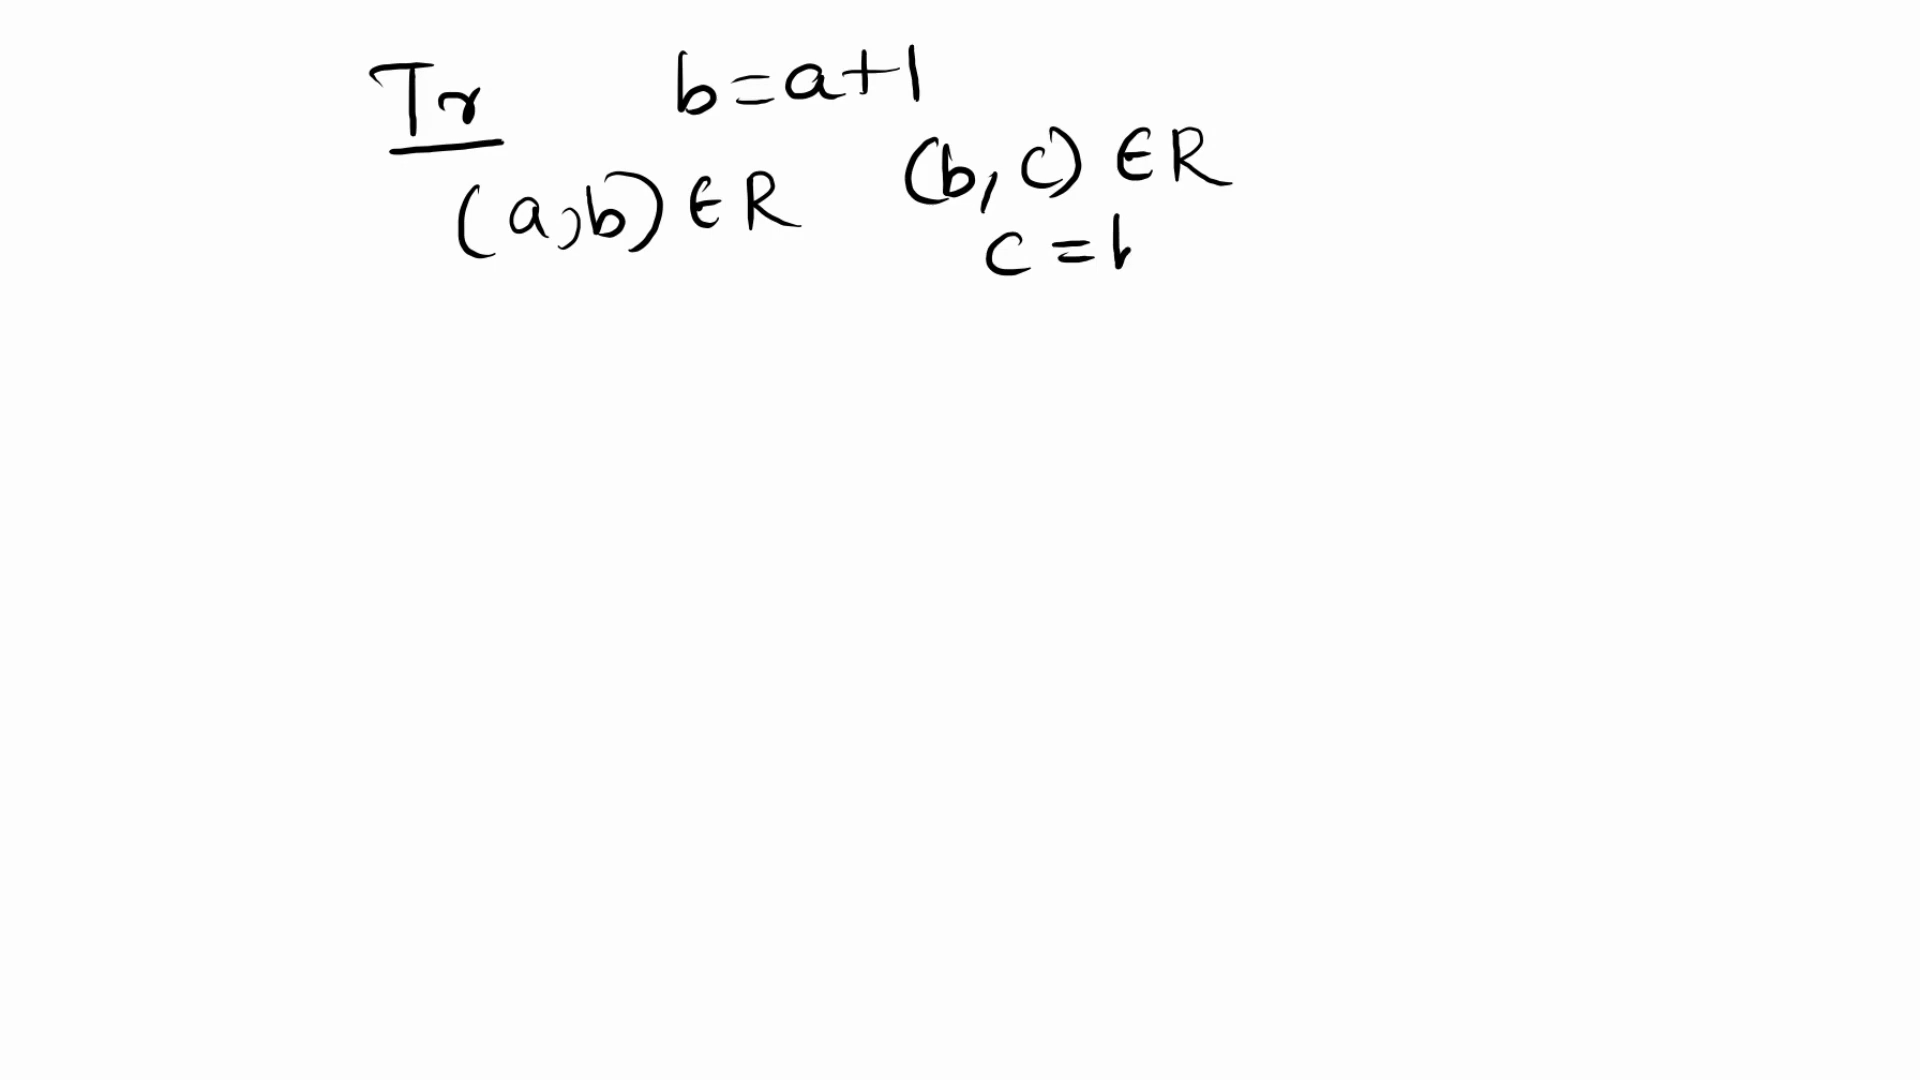 Tr b=a+1
(a,b) ∈ R (b,c) ∈ R
c =